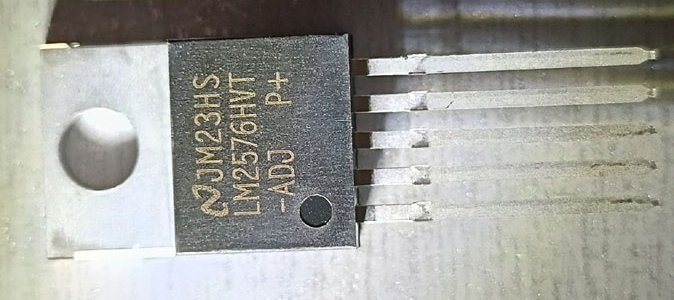 JM23HS
LM2576HVT
-ADJ P+